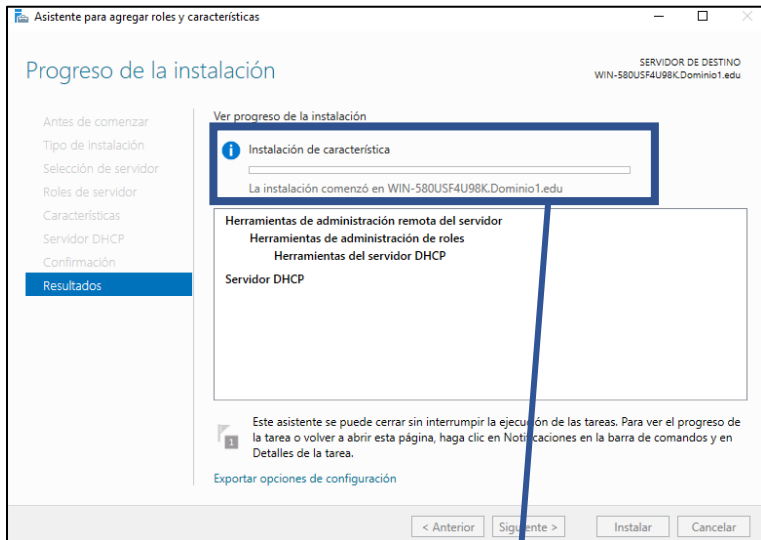 Asistente para agregar roles y características
Progreso de la instalación
SERVIDOR DE DESTINO
WIN-580USF4U98K.Dominio1.edu
Antes de comenzar
Tipo de instalación
Selección de servidor
Roles de servidor
Características
Servidor DHCP
Confirmación
Resultados
Ver progreso de la instalación
Instalación de característica
La instalación comenzó en WIN-580USF4U98K.Dominio1.edu
Herramientas de administración remota del servidor
Herramientas de administración de roles
Herramientas del servidor DHCP
Servidor DHCP
1
Este asistente se puede cerrar sin interrumpir la ejecución de las tareas. Para ver el progreso de
la tarea o volver a abrir esta página, haga clic en Notificaciones en la barra de comandos y en
Detalles de la tarea.
Exportar opciones de configuración
< Anterior
Siguiente >
Instalar
Cancelar